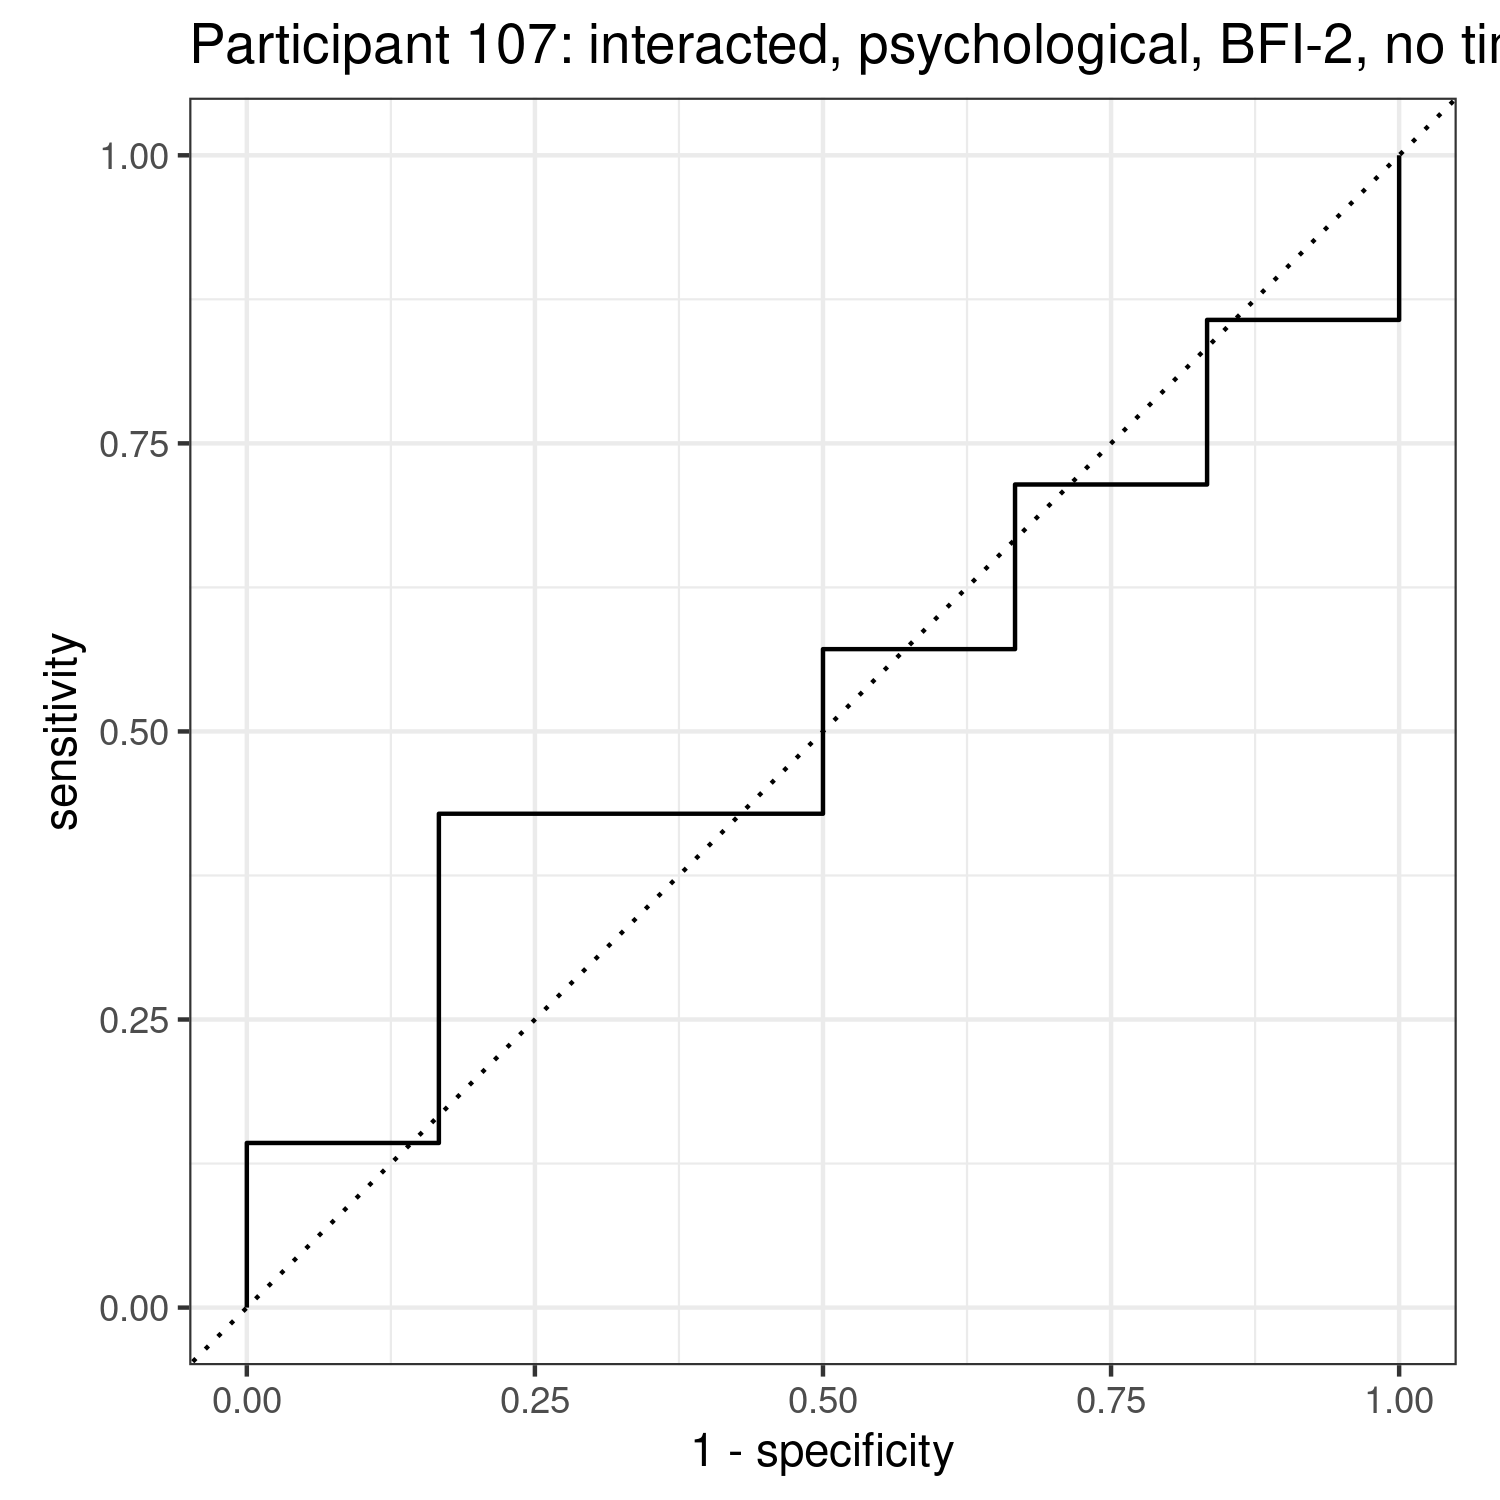 Participant 107: interacted, psychological, BFI-2, no
1.00
0.75
0.50
0.25
0.00
sensitivity
0.00 0.25 0.50 0.75 1.00
1 - specificity